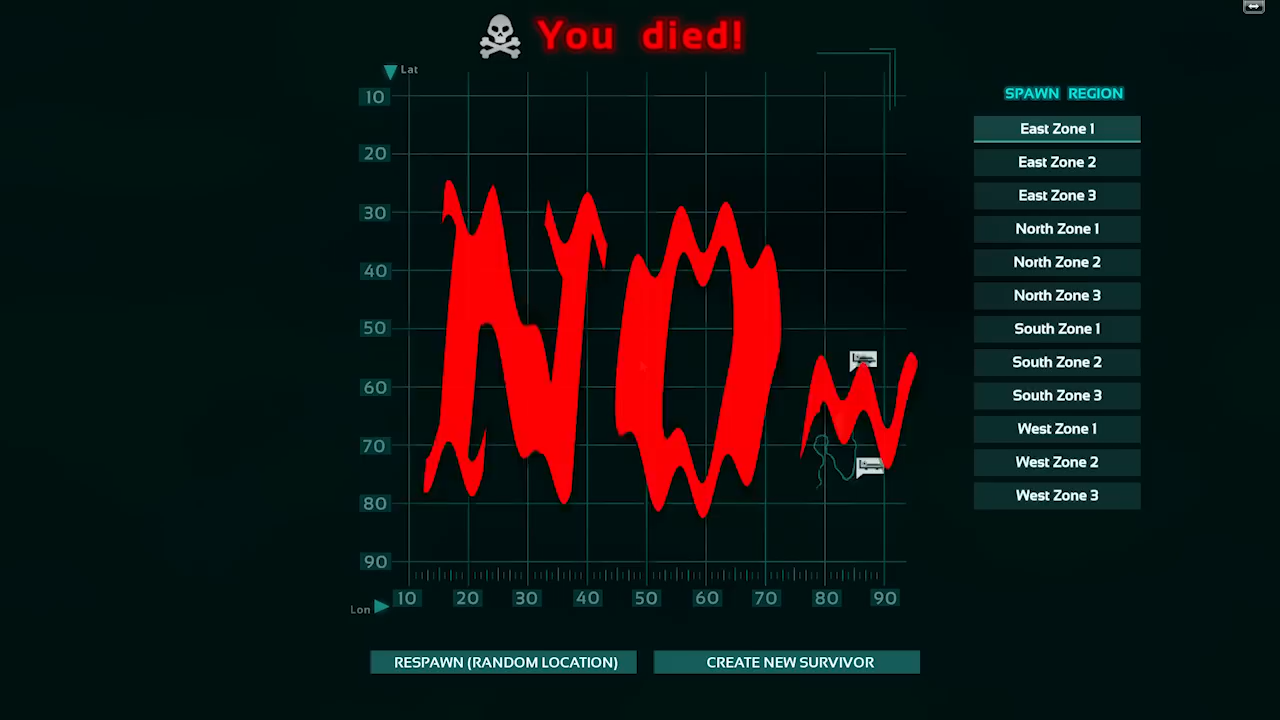 You died!
Lat
10
20
30
40
50
60
70
80
90
NOM
Lon
10 20 30 40 50 60 70 80 90
SPAWN REGION
East Zone 1
East Zone 2
East Zone 3
North Zone 1
North Zone 2
North Zone 3
South Zone 1
South Zone 2
South Zone 3
West Zone 1
West Zone 2
West Zone 3
RESPAWN (RANDOM LOCATION)
CREATE NEW SURVIVOR